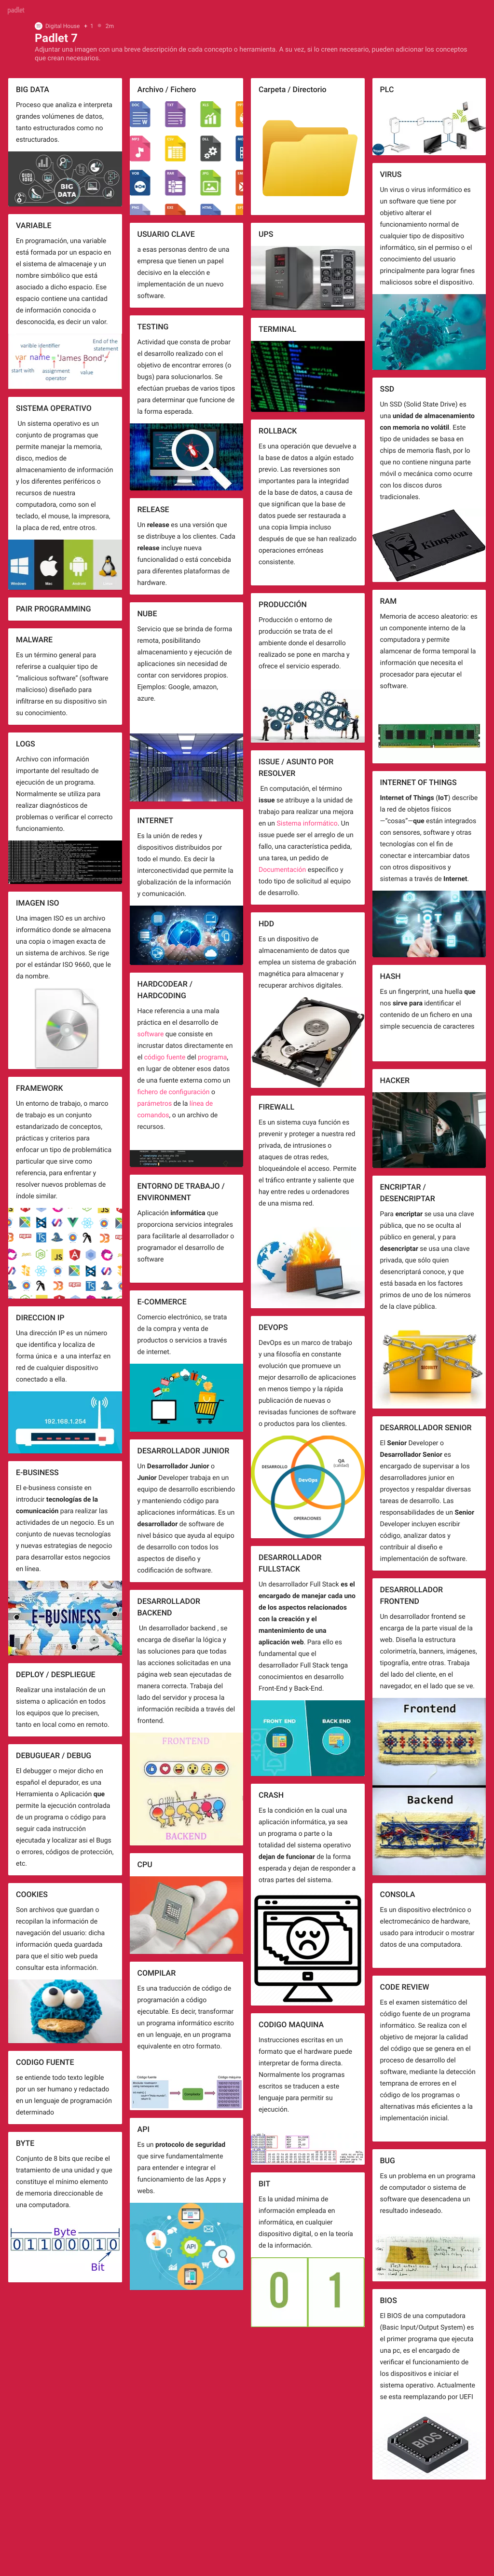 padlet
Digital House + 1 2m
Padlet 7
Adjuntar una Imagen con una breve descripción de cada concepto o herramienta. A su vez, si lo creen necesario, pueden adicionar los conceptos
que crean necesarios.
BIG DATA
Proceso que analiza e interpreta
grandes volúmenes de datos,
tanto estructurados como no
estructurados.
BIG
DATA
VARIABLE
En programación, una variable
está formada por un espacio en
el sistema de almacenaje y un
nombre simbólico que está
asociado a dicho espacio. Ese
espacio contiene una cantidad
de información conocida o
desconocida, es decir un valor.
varible identifier
End of the
statement
var name = "James Bond";
start with
assignment
operator
value
SISTEMA OPERATIVO
Un sistema operativo es un
conjunto de programas que
permite manejar la memoria,
disco, medios de
almacenamiento de información
y los diferentes periféricos o
recursos de nuestra
computadora, como son el
teclado, el mouse, la impresora,
la placa de red, entre otros.
Windows
Mac
Android
Linux
PAIR PROGRAMMING
MALWARE
Es un término general para
referirse a cualquier tipo de
"malicious software" (software
malicioso) diseñado para
infiltrarse en su dispositivo sin
su conocimiento.
LOGS
Archivo con información
importante del resultado de
ejecución de un programa.
Normalmente se utiliza para
realizar diagnósticos de
problemas o verificar el correcto
funcionamiento.
IMAGEN ISO
Una imagen ISO es un archivo
informático donde se almacena
una copia o imagen exacta de
un sistema de archivos. Se rige
por el estándar ISO 9660, que le
da nombre.
FRAMEWORK
Un entorno de trabajo, o marco
de trabajo es un conjunto
estandarizado de conceptos,
prácticas y criterios para
enfocar un tipo de problemática
particular que sirve como
referencia, para enfrentar y
resolver nuevos problemas de
índole similar.
DIRECCION IP
Una dirección IP es un número
que identifica y localiza de
forma única e a una interfaz en
red de cualquier dispositivo
conectado a ella.
192.168.1.254
E-BUSINESS
El e-business consiste en
introducir tecnologías de la
comunicación para realizar las
actividades de un negocio. Es un
conjunto de nuevas tecnologías
y nuevas estrategias de negocio
para desarrollar estos negocios
en línea.
E-BUSINESS
DEPLOY / DESPLIEGUE
Realizar una instalación de un
sistema o aplicación en todos
los equipos que lo precisen,
tanto en local como en remoto.
DEBUGUEAR / DEBUG
El debugger o mejor dicho en
español el depurador, es una
Herramienta o Aplicación que
permite la ejecución controlada
de un programa o código para
seguir cada instrucción
ejecutada y localizar asi el Bugs
o errores, códigos de protección,
etc.
COOKIES
Son archivos que guardan o
recopilan la información de
navegación del usuario: dicha
información queda guardada
para que el sitio web pueda
consultar esta información.
CODIGO FUENTE
se entiende todo texto legible
por un ser humano y redactado
en un lenguaje de programación
determinado
BYTE
Conjunto de 8 bits que recibe el
tratamiento de una unidad y que
constituye el mínimo elemento
de memoria direccionable de
una computadora.
Byte
0 1 1 0 0 0 1 0
Bit
Archivo / Fichero
USUARIO CLAVE
a esas personas dentro de una
empresa que tienen un papel
decisivo en la elección e
implementación de un nuevo
software.
TESTING
Actividad que consta de probar
el desarrollo realizado con el
objetivo de encontrar errores (o
bugs) para solucionarlos. Se
efectúan pruebas de varios tipos
para determinar que funcione de
la forma esperada.
RELEASE
Un release es una versión que
se distribuye a los clientes. Cada
release incluye nueva
funcionalidad o está concebida
para diferentes plataformas de
hardware.
NUBE
Servicio que se brinda de forma
remota, posibilitando
almacenamiento y ejecución de
aplicaciones sin necesidad de
contar con servidores propios.
Ejemplos: Google, amazon,
azure.
INTERNET
Es la unión de redes y
dispositivos distribuidos por
todo el mundo. Es decir la
interconectividad que permite la
globalización de la información
y comunicación.
HARDCODEAR /
HARDCODING
Hace referencia a una mala
práctica en el desarrollo de
software que consiste en
incrustar datos directamente en
el código fuente del programa,
en lugar de obtener esos datos
de una fuente externa como un
fichero de configuración o
parámetros de la línea de
comandos, o un archivo de
recursos.
ENTORNO DE TRABAJO /
ENVIRONMENT
Aplicación informática que
proporciona servicios integrales
para facilitarle al desarrollador o
programador el desarrollo de
software
E-COMMERCE
Comercio electrónico, se trata
de la compra y venta de
productos o servicios a través
de internet.
DESARROLLADOR JUNIOR
Un Desarrollador Junior o
Junior Developer trabaja en un
equipo de desarrollo escribiendo
y manteniendo código para
aplicaciones informáticas. Es un
desarrollador de software de
nivel básico que ayuda al equipo
de desarrollo con todos los
aspectos de diseño y
codificación de software.
DESARROLLADOR
BACKEND
Un desarrollador backend , se
encarga de diseñar la lógica y
las soluciones para que todas
las acciones solicitadas en una
página web sean ejecutadas de
manera correcta. Trabaja del
lado del servidor y procesa la
información recibida a través del
frontend.
FRONTEND
BACKEND
CPU
COMPILAR
Es una traducción de código de
programación a código
ejecutable. Es decir, transformar
un programa informático escrito
en un lenguaje, en un programa
equivalente en otro formato.
API
Es un protocolo de seguridad
que sirve fundamentalmente
para entender e integrar el
funcionamiento de las Apps y
webs.
API
Carpeta / Directorio
UPS
TERMINAL
ROLLBACK
Es una operación que devuelve a
la base de datos a algún estado
previo. Las reversiones son
importantes para la integridad
de la base de datos, a causa de
que significan que la base de
datos puede ser restaurada a
una copia limpia incluso
después de que se han realizado
operaciones erróneas
consistente.
PRODUCCIÓN
Producción o entorno de
producción se trata de el
ambiente donde el desarrollo
realizado se pone en marcha y
ofrece el servicio esperado.
ISSUE / ASUNTO POR
RESOLVER
En computación, el término
issue se atribuye a la unidad de
trabajo para realizar una mejora
en un Sistema informático. Un
issue puede ser el arreglo de un
fallo, una característica pedida,
una tarea, un pedido de
Documentación específico y
todo tipo de solicitud al equipo
de desarrollo.
HDD
Es un dispositivo de
almacenamiento de datos que
emplea un sistema de grabación
magnética para almacenar y
recuperar archivos digitales.
FIREWALL
Es un sistema cuya función es
prevenir y proteger a nuestra red
privada, de intrusiones o
ataques de otras redes,
bloqueándole el acceso. Permite
el tráfico entrante y saliente que
hay entre redes u ordenadores
de una misma red.
DEVOPS
DevOps es un marco de trabajo
y una filosofía en constante
evolución que promueve un
mejor desarrollo de aplicaciones
en menos tiempo y la rápida
publicación de nuevas o
revisadas funciones de software
o productos para los clientes.
DESARROLLO
QA
(calidad)
DevOps
OPERACIONES
DESARROLLADOR
FULLSTACK
Un desarrollador Full Stack es el
encargado de manejar cada uno
de los aspectos relacionados
con la creación y el
mantenimiento de una
aplicación web. Para ello es
fundamental que el
desarrollador Full Stack tenga
conocimientos en desarrollo
Front-End y Back-End.
FRONT END
BACK END
CRASH
Es la condición en la cual una
aplicación informática, ya sea
un programa o parte o la
totalidad del sistema operativo
dejan de funcionar de la forma
esperada y dejan de responder a
otras partes del sistema.
CODIGO MAQUINA
Instrucciones escritas en un
formato que el hardware puede
interpretar de forma directa.
Normalmente los programas
escritos se traducen a este
lenguaje para permitir su
ejecución.
BIT
Es la unidad mínima de
información empleada en
informática, en cualquier
dispositivo digital, o en la teoría
de la información.
0 1
PLC
VIRUS
Un virus o virus informático es
un software que tiene por
objetivo alterar el
funcionamiento normal de
cualquier tipo de dispositivo
informático, sin el permiso o el
conocimiento del usuario
principalmente para lograr fines
maliciosos sobre el dispositivo.
SSD
Un SSD (Solid State Drive) es
una unidad de almacenamiento
con memoria no volátil. Este
tipo de unidades se basa en
chips de memoria flash, por lo
que no contiene ninguna parte
móvil o mecánica como ocurre
con los discos duros
tradicionales.
Kingston
RAM
Memoria de acceso aleatorio: es
un componente interno de la
computadora y permite
alamcenar de forma temporal la
información que necesita el
procesador para ejecutar el
software.
INTERNET OF THINGS
Internet of Things (IoT) describe
la red de objetos físicos
—"cosas"—que están integrados
con sensores, software y otras
tecnologías con el fin de
conectar e intercambiar datos
con otros dispositivos y
sistemas a través de Internet.
IOT
HASH
Es un fingerprint, una huella que
nos sirve para identificar el
contenido de un fichero en una
simple secuencia de caracteres
HACKER
ENCRIPTAR /
DESENCRIPTAR
Para encriptar se usa una clave
pública, que no se oculta al
público en general, y para
desencriptar se usa una clave
privada, que sólo quien
desencriptará conoce, y que
está basada en los factores
primos de uno de los números
de la clave pública.
DESARROLLADOR SENIOR
El Senior Developer o
Desarrollador Senior es
encargado de supervisar a los
desarrolladores junior en
proyectos y respaldar diversas
tareas de desarrollo. Las
responsabilidades de un Senior
Developer incluyen escribir
código, analizar datos y
contribuir al diseño e
implementación de software.
DESARROLLADOR
FRONTEND
Un desarrollador frontend se
encarga de la parte visual de la
web. Diseña la estructura
colorimetría, banners, imágenes,
tipografía, entre otras. Trabaja
del lado del cliente, en el
navegador, en el lado que se ve.
Frontend
Backend
CONSOLA
Es un dispositivo electrónico o
electromecánico de hardware,
usado para introducir o mostrar
datos de una computadora.
CODE REVIEW
Es el examen sistemático del
código fuente de un programa
informático. Se realiza con el
objetivo de mejorar la calidad
del código que se genera en el
proceso de desarrollo del
software, mediante la detección
temprana de errores en el
código de los programas o
alternativas más eficientes a la
implementación inicial.
BUG
Es un problema en un programa
de computador o sistema de
software que desencadena un
resultado indeseado.
BIOS
El BIOS de una computadora
(Basic Input/Output System) es
el primer programa que ejecuta
una pc, es el encargado de
verificar el funcionamiento de
los dispositivos e iniciar el
sistema operativo. Actualmente
se esta reemplazando por UEFI
BIOS